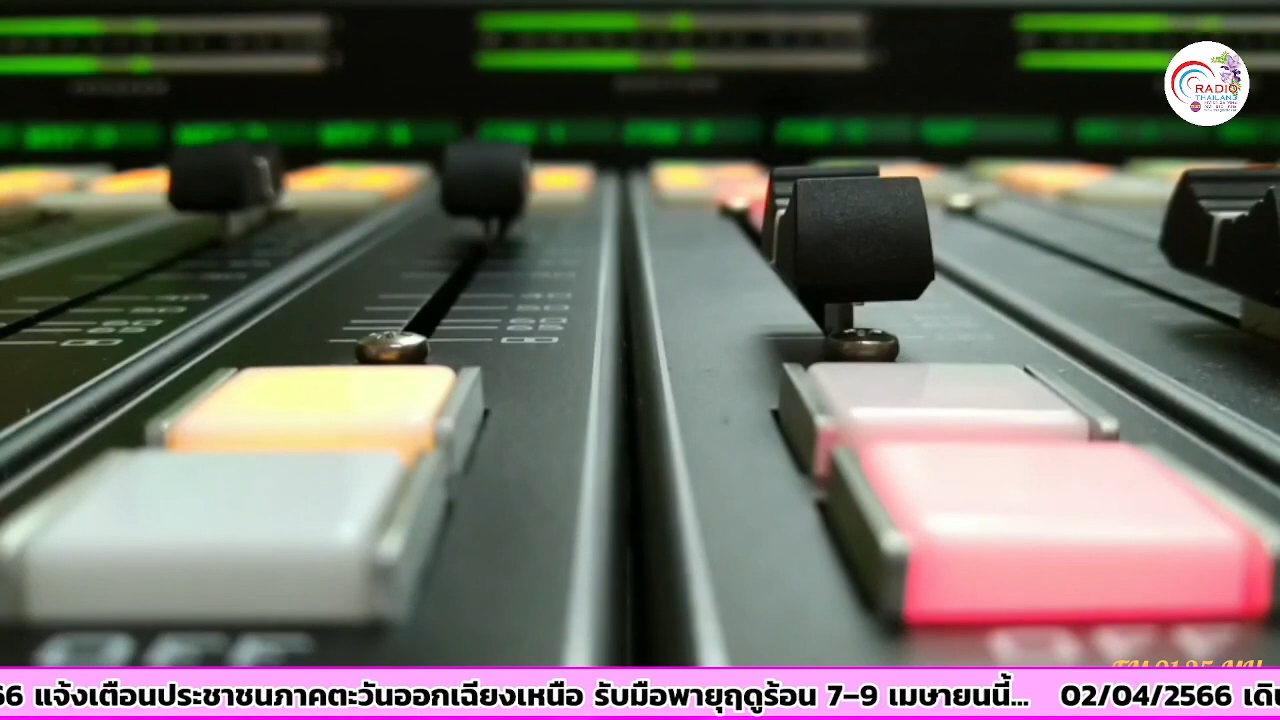 RADIO
THAILAND
OFF
66 แจ้งเตือนประชาชนภาคตะวันออกเฉียงเหนือ รับมือพายุฤดูร้อน 7–9 เมษายนนี้... 02/04/2566